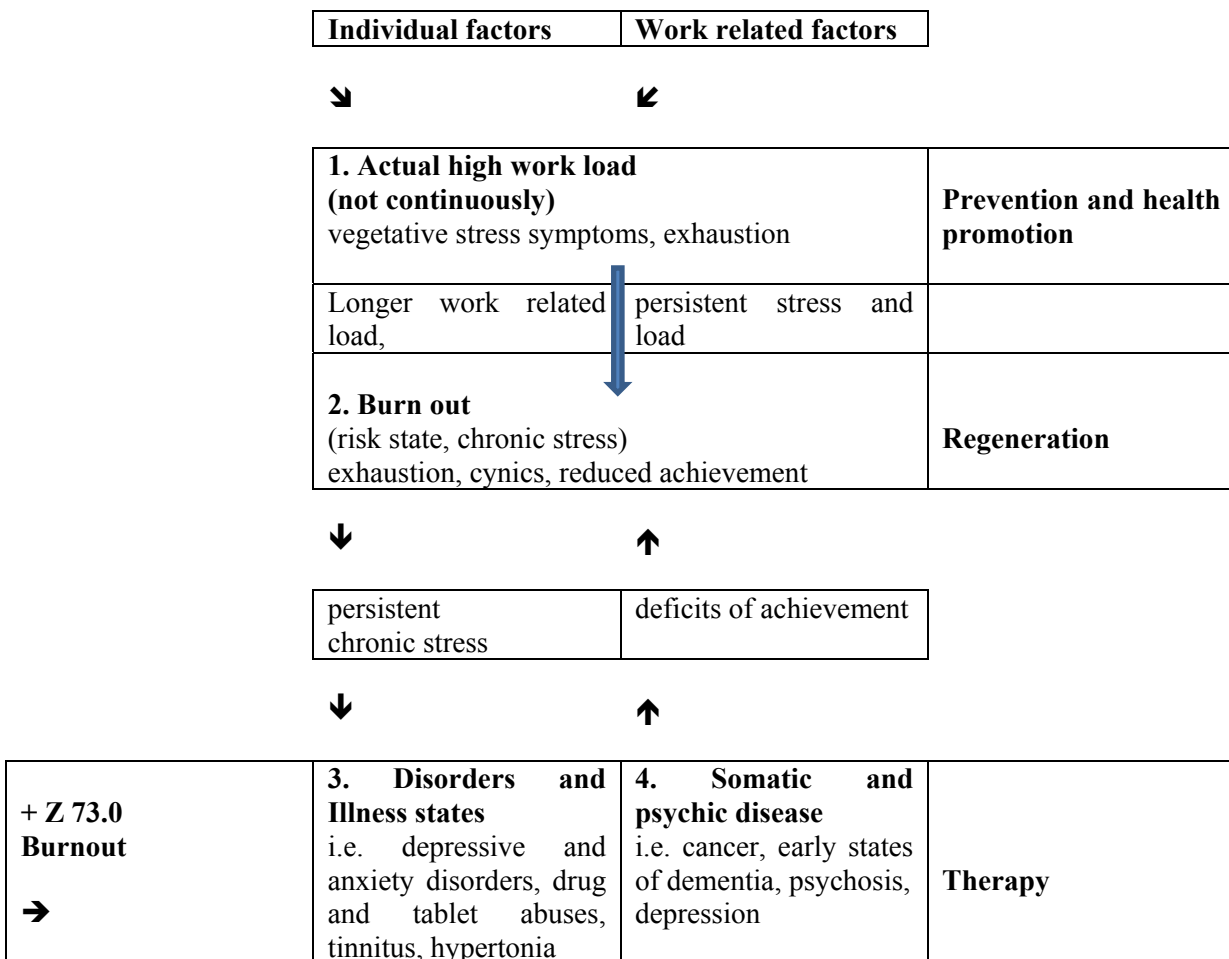 Individual factors Work related factors
1. Actual high work load
(not continuously)
vegetative stress symptoms, exhaustion
Prevention and health
promotion
Longer work related
load,
persistent stress and
load
2. Burn out
(risk state, chronic stress)
exhaustion, cynics, reduced achievement
Regeneration
persistent
chronic stress
deficits of achievement
+ Z 73.0
Burnout
3. Disorders and
Illness states
i.e. depressive and
anxiety disorders, drug
and tablet abuses,
tinnitus, hypertonia
4. Somatic and
psychic disease
i.e. cancer, early states
of dementia, psychosis,
depression
Therapy